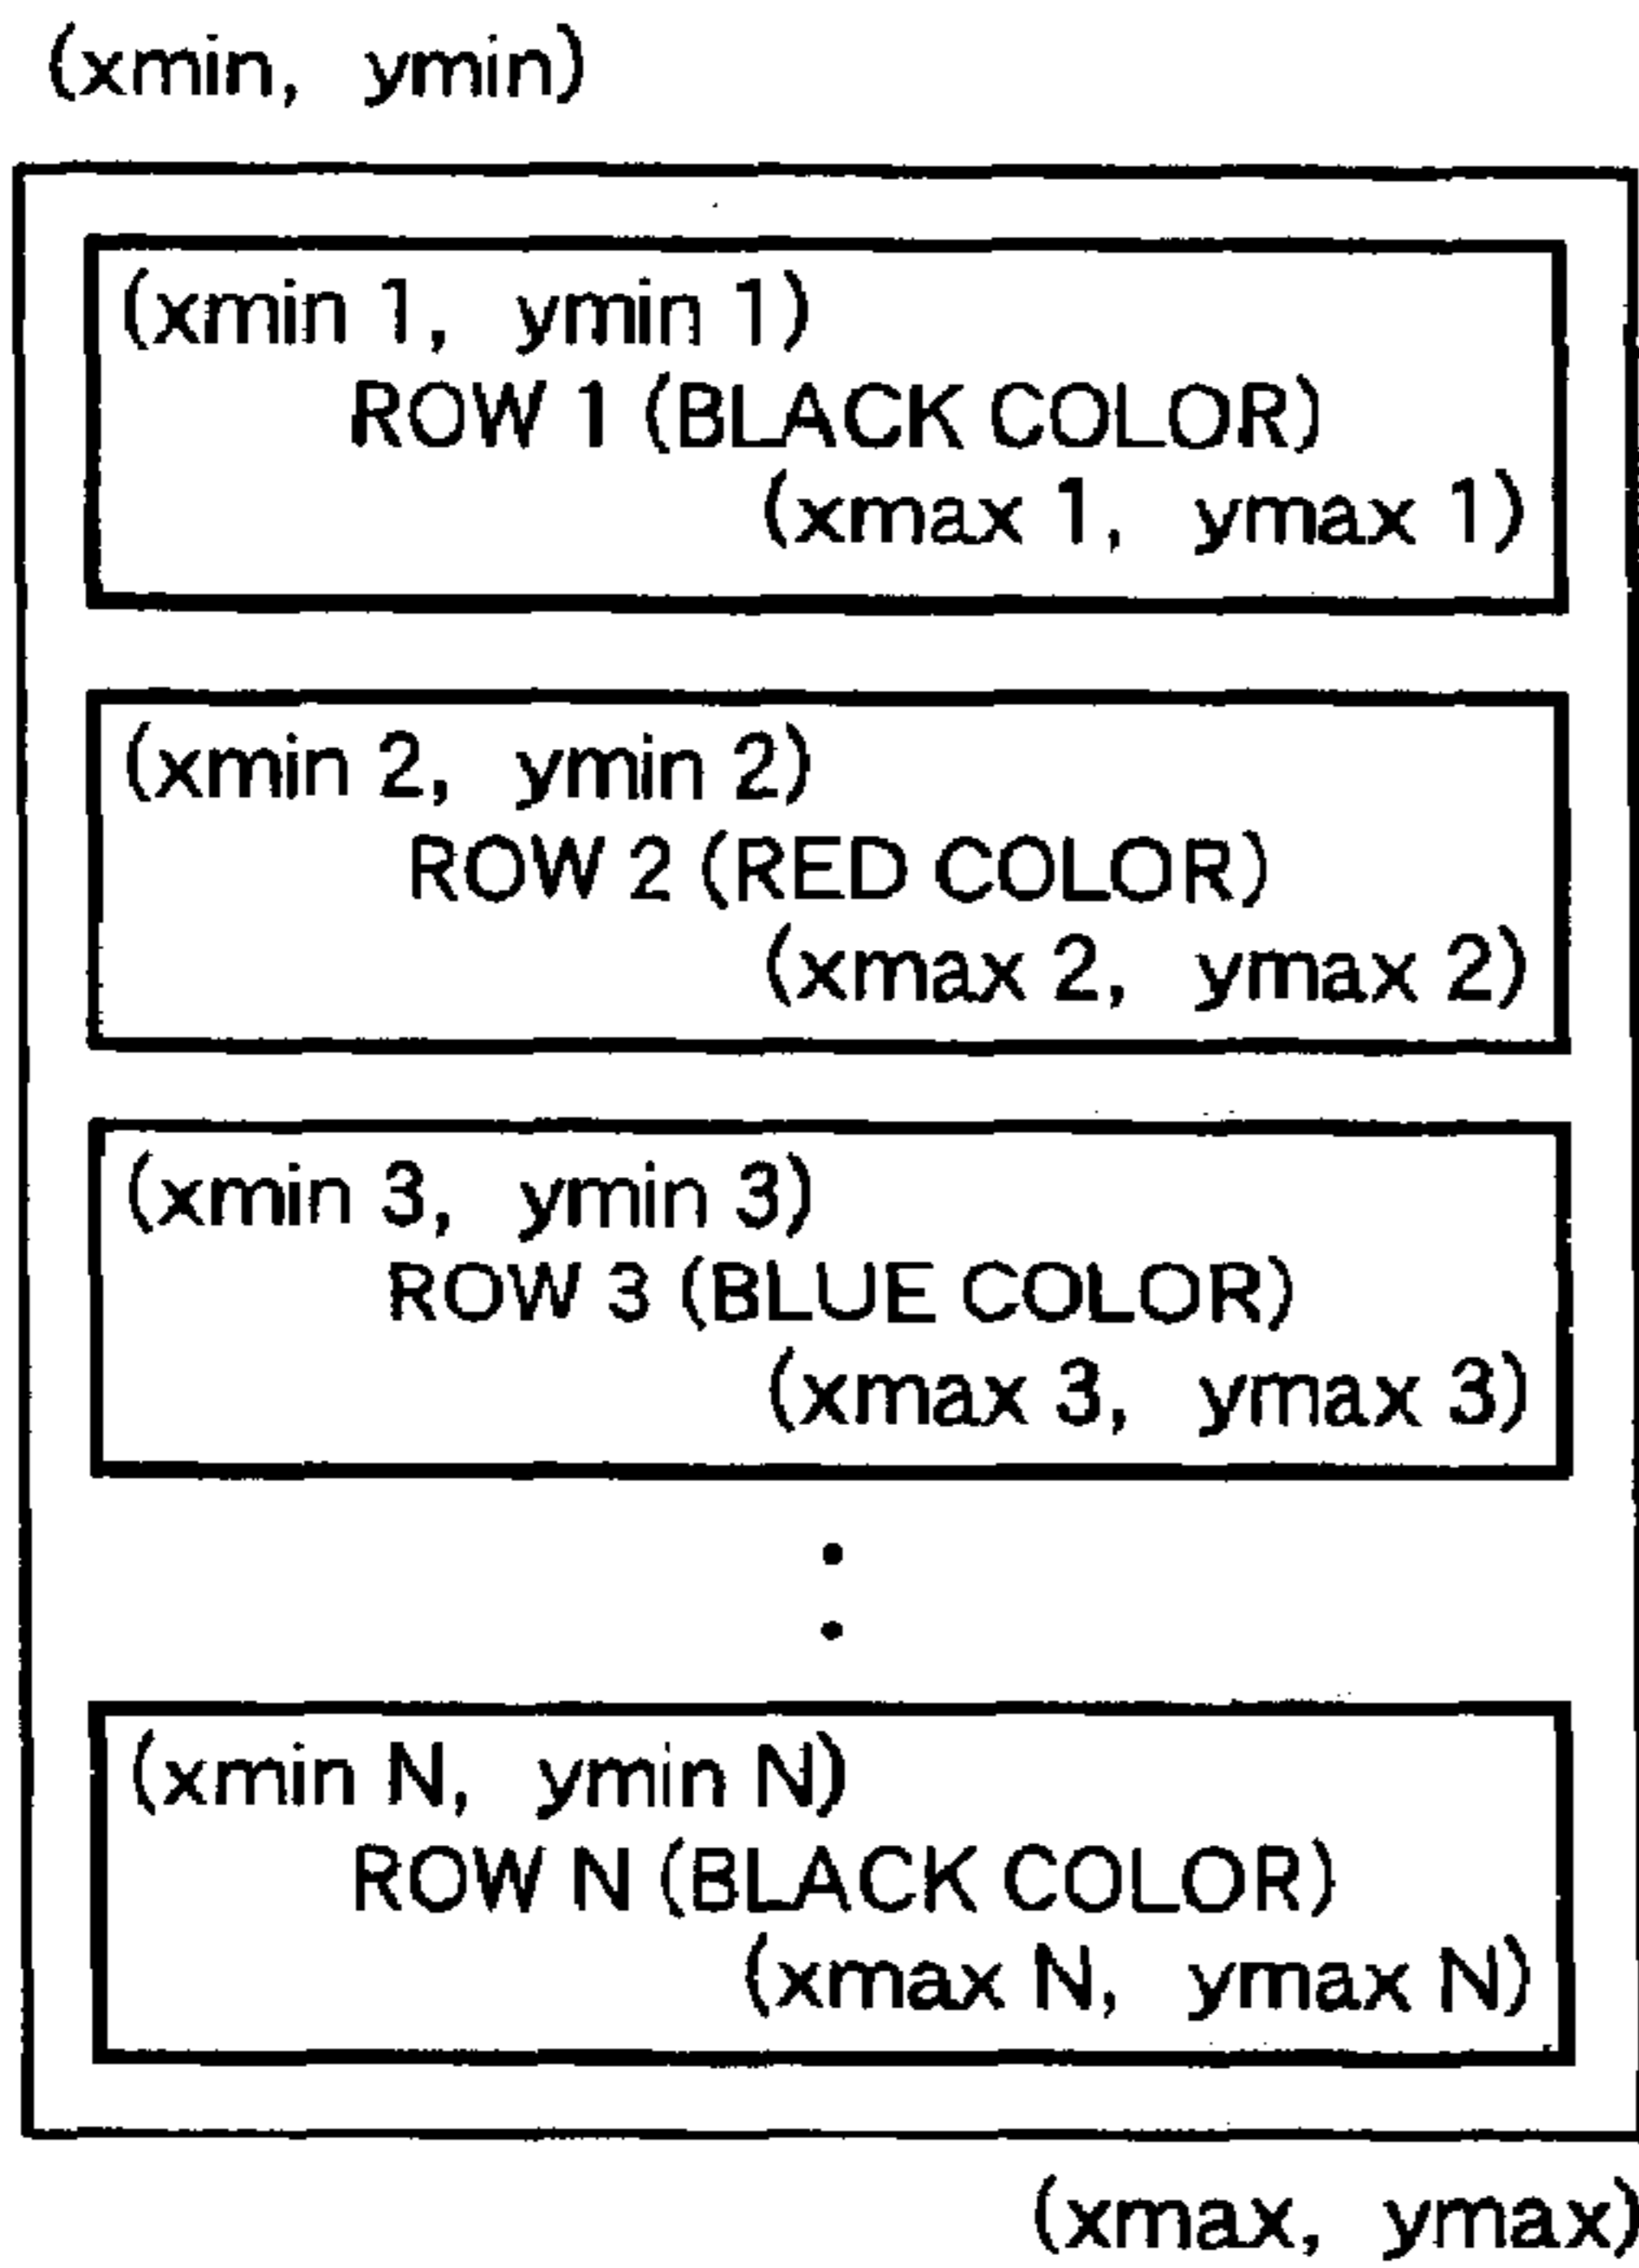 (xmin, ymin)
(xmin 1, ymin 1)
ROW 1 (BLACK COLOR)
(xmax 1, ymax 1)
(xmin 2, ymin 2)
ROW 2 (RED COLOR)
(xmax 2, ymax 2)
(xmin 3, ymin 3)
ROW 3 (BLUE COLOR)
(xmax 3, ymax 3)
(xmin N, ymin N)
ROW N (BLACK COLOR)
(xmax N, ymax N)
(xmax, ymax)